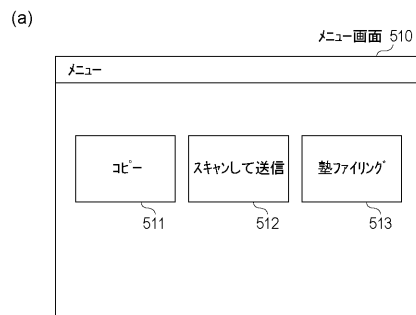 (a)
メニュー画面 510
メニュー
コピー
スキャンして送信
塾ファイリング
511
512
513